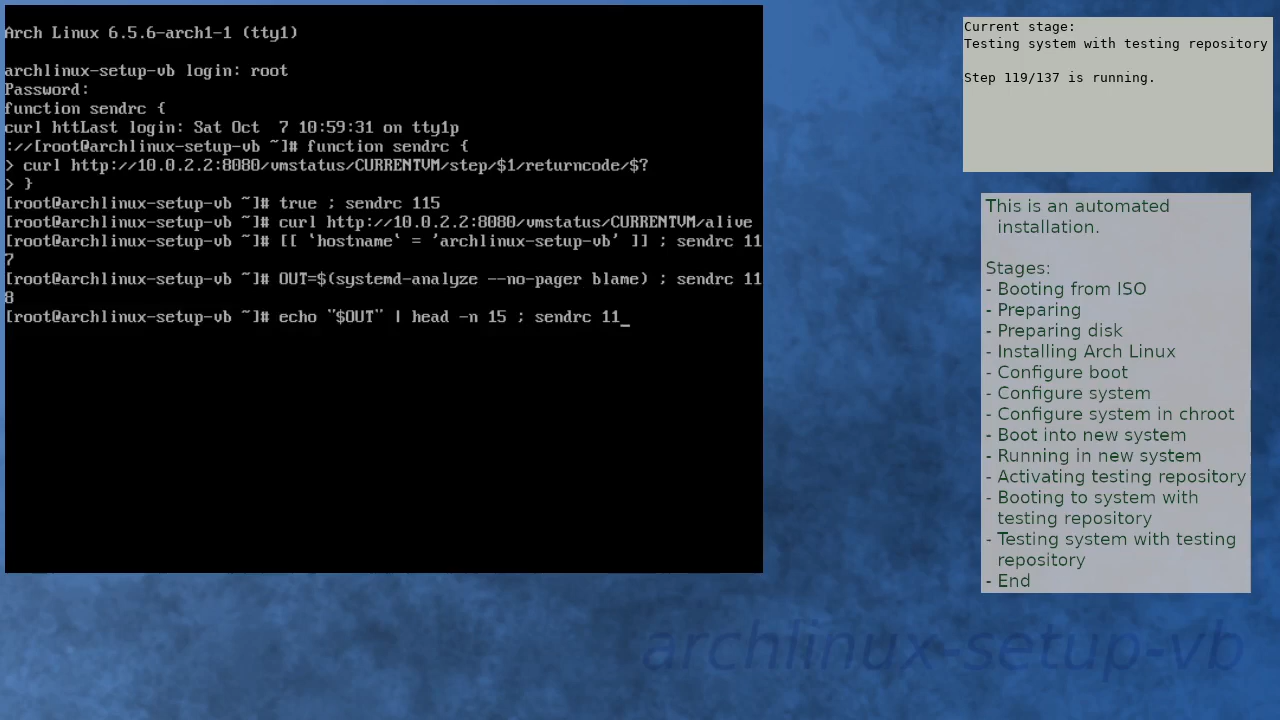 Arch Linux 6.5.6-arch1-1 (tty1)
archlinux-setup-vb login: root
Password:
function sendrc {
curl httLast login: Sat Oct  7 10:59:31 on tty1p
://[root@archlinux-setup-vb ~]# function sendrc {
> curl http://10.0.2.2:8080/vmstatus/CURRENTVM/step/$1/returncode/$?
> }
[root@archlinux-setup-vb ~]# true ; sendrc 115
[root@archlinux-setup-vb ~]# curl http://10.0.2.2:8080/vmstatus/CURRENTVM/alive
[root@archlinux-setup-vb ~]# [[ `hostname` = 'archlinux-setup-vb' ]] ; sendrc 11
7
[root@archlinux-setup-vb ~]# OUT=$(systemd-analyze --no-pager blame) ; sendrc 11
8
[root@archlinux-setup-vb ~]# echo "$OUT" | head -n 15 ; sendrc 11_
Current stage:
Testing system with testing repository
Step 119/137 is running.
This is an automated
installation.
Stages:
- Booting from ISO
- Preparing
- Preparing disk
- Installing Arch Linux
- Configure boot
- Configure system
- Configure system in chroot
- Boot into new system
- Running in new system
- Activating testing repository
- Booting to system with
testing repository
- Testing system with testing
repository
- End
archlinux-setup-vb